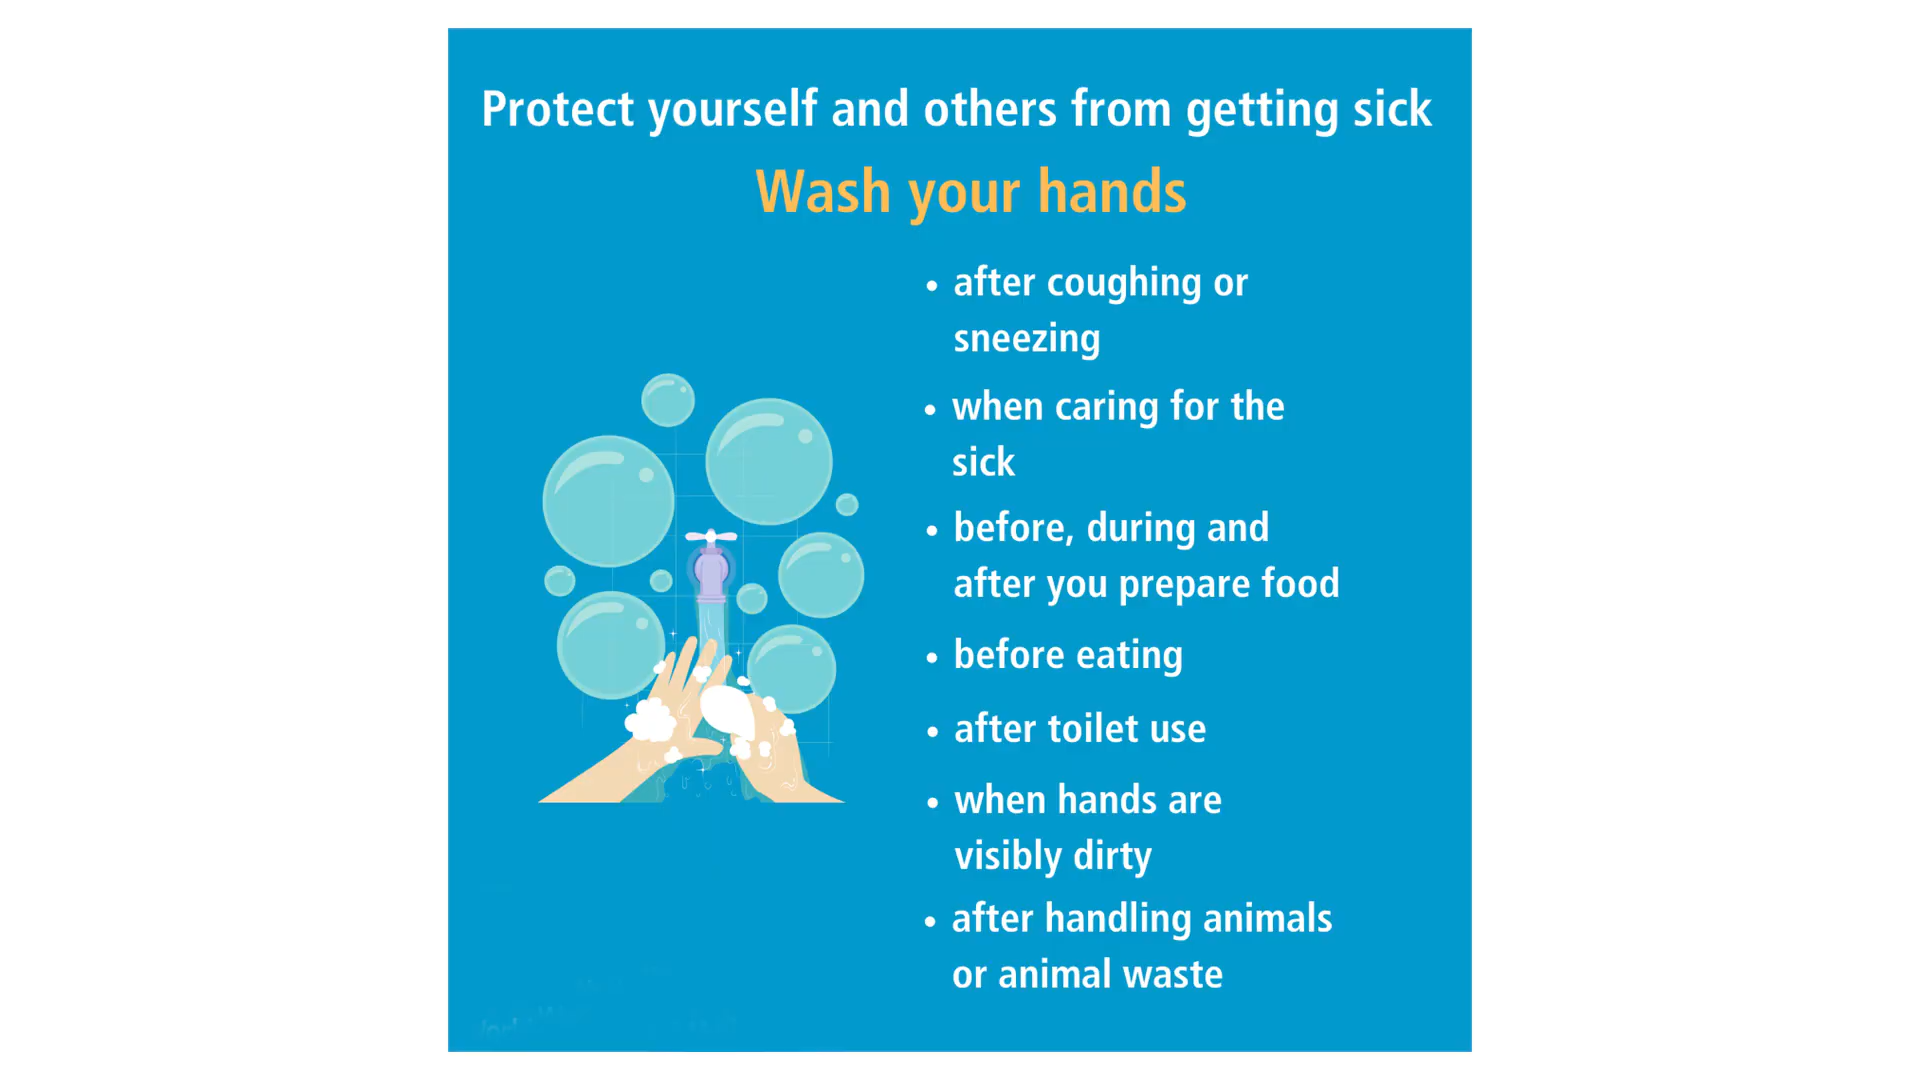 Protect yourself and others from getting sick
Wash your hands
• after coughing or
sneezing
• when caring for the
sick
• before, during and
after you prepare food
• before eating
• after toilet use
• when hands are
visibly dirty
• after handling animals
or animal waste